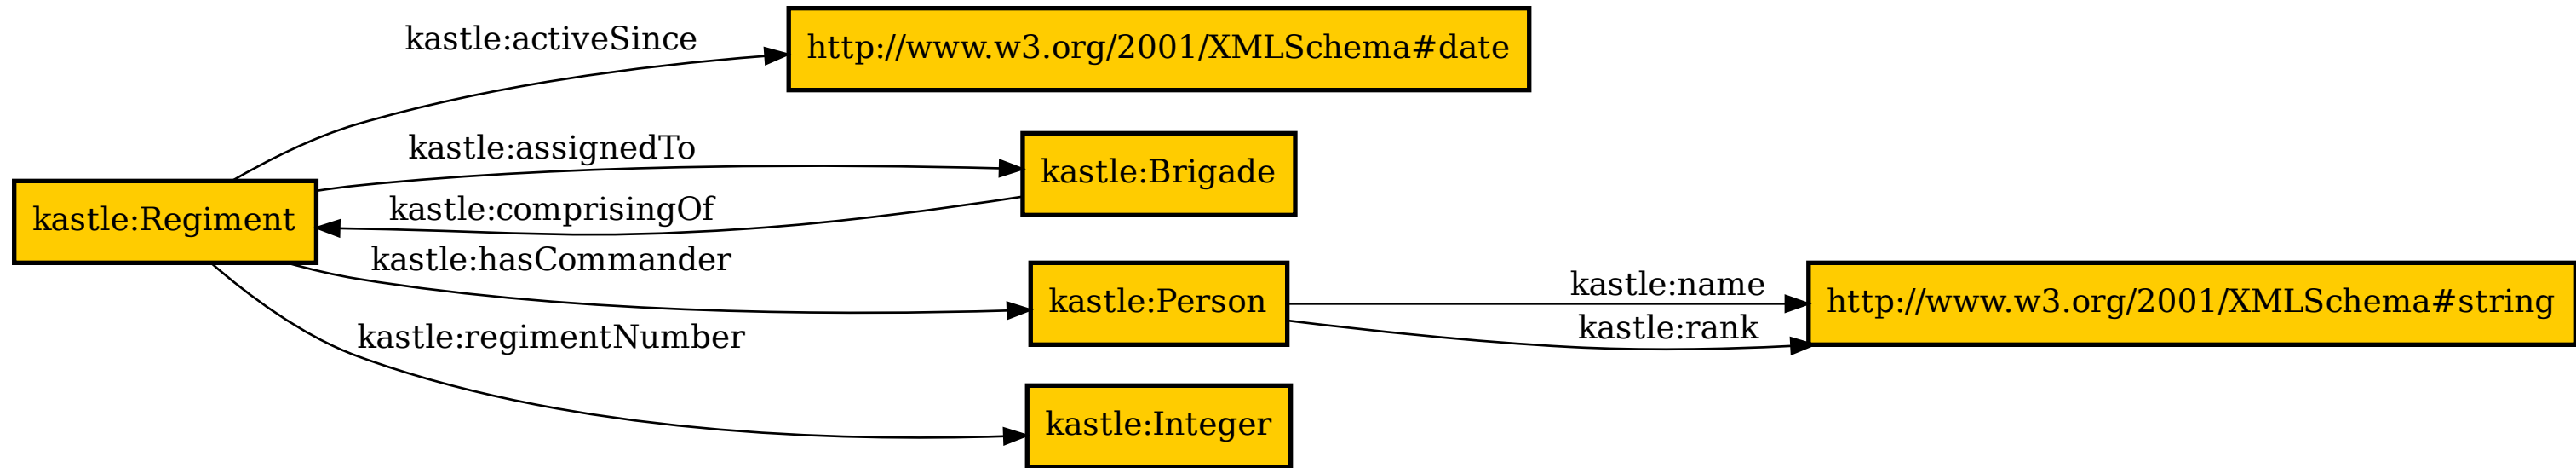 kastle:activeSince
http://www.w3.org/2001/XMLSchema#date
kastle:assignedTo
kastle:Brigade
kastle:Regiment
kastle:comprisingOf
kastle:hasCommander
kastle:Person
kastle:name
http://www.w3.org/2001/XMLSchema#string
kastle:rank
kastle:regimentNumber
kastle:Integer